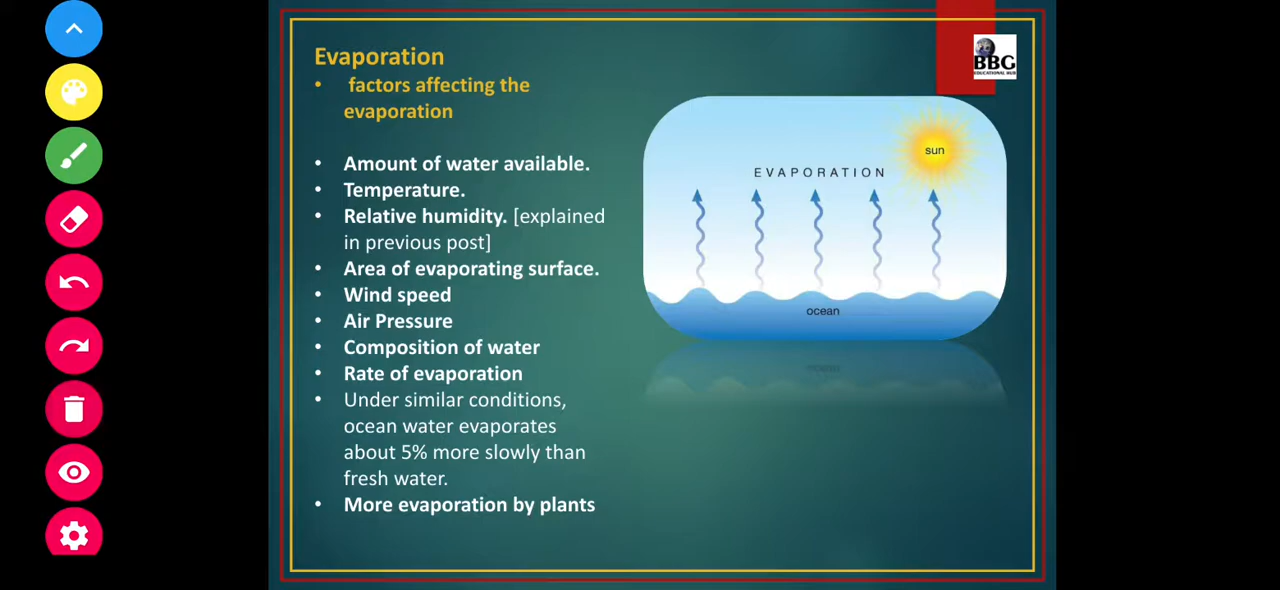 Evaporation
• factors affecting the
evaporation
• Amount of water available.
• Temperature.
• Relative humidity. [explained
in previous post]
• Area of evaporating surface.
• Wind speed
• Air Pressure
• Composition of water
• Rate of evaporation
• Under similar conditions,
ocean water evaporates
about 5% more slowly than
fresh water.
• More evaporation by plants
BBG
EDUCATIONAL HUB
sun
EVAPORATION
ocean